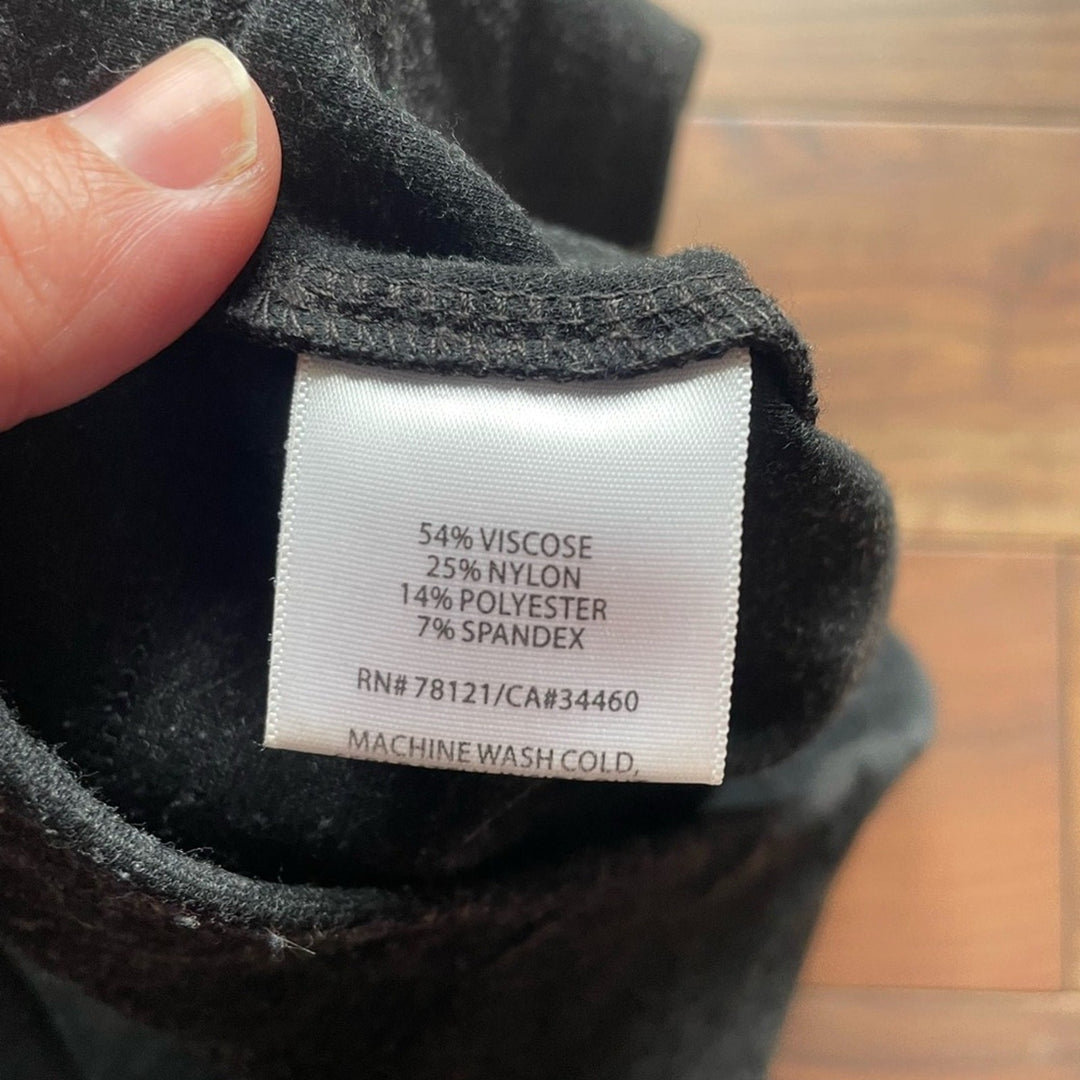 54% VISCOSE
25% NYLON
14% POLYESTER
7% SPANDEX
RN# 78121/CA#34460
MACHINE WASH COLD,